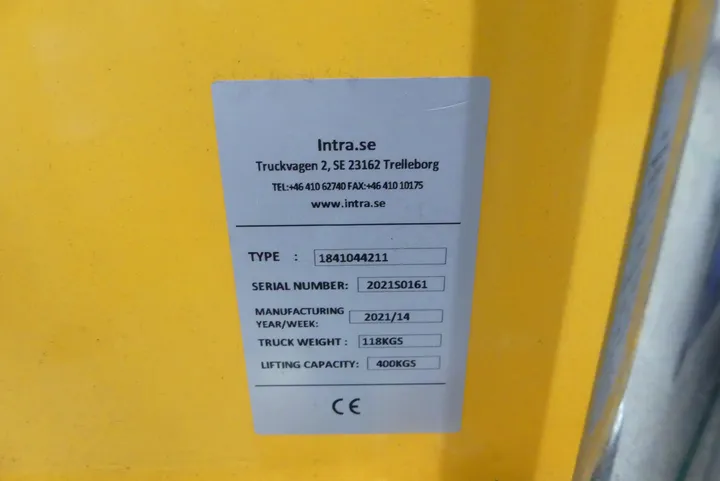 Intra.se
Truckvagen 2, SE 23162 Trelleborg
TEL:+46 410 62740 FAX:+46 410 10175
www.intra.se
TYPE : 1841044211
SERIAL NUMBER: 2021S0161
MANUFACTURING
YEAR/WEEK: 2021/14
TRUCK WEIGHT : 118KGS
LIFTING CAPACITY: 400KGS
CE